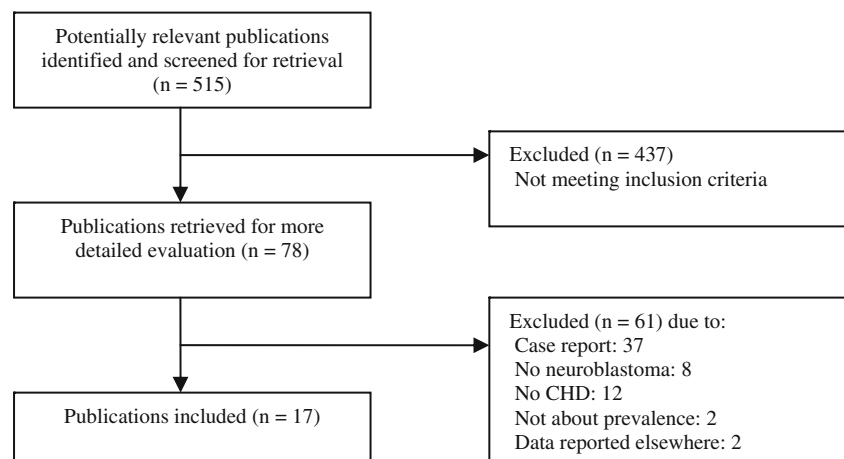 Potentially relevant publications
identified and screened for retrieval
(n = 515)
Excluded (n = 437)
Not meeting inclusion criteria
Publications retrieved for more
detailed evaluation (n = 78)
Excluded (n = 61) due to:
Case report: 37
No neuroblastoma: 8
No CHD: 12
Not about prevalence: 2
Data reported elsewhere: 2
Publications included (n = 17)